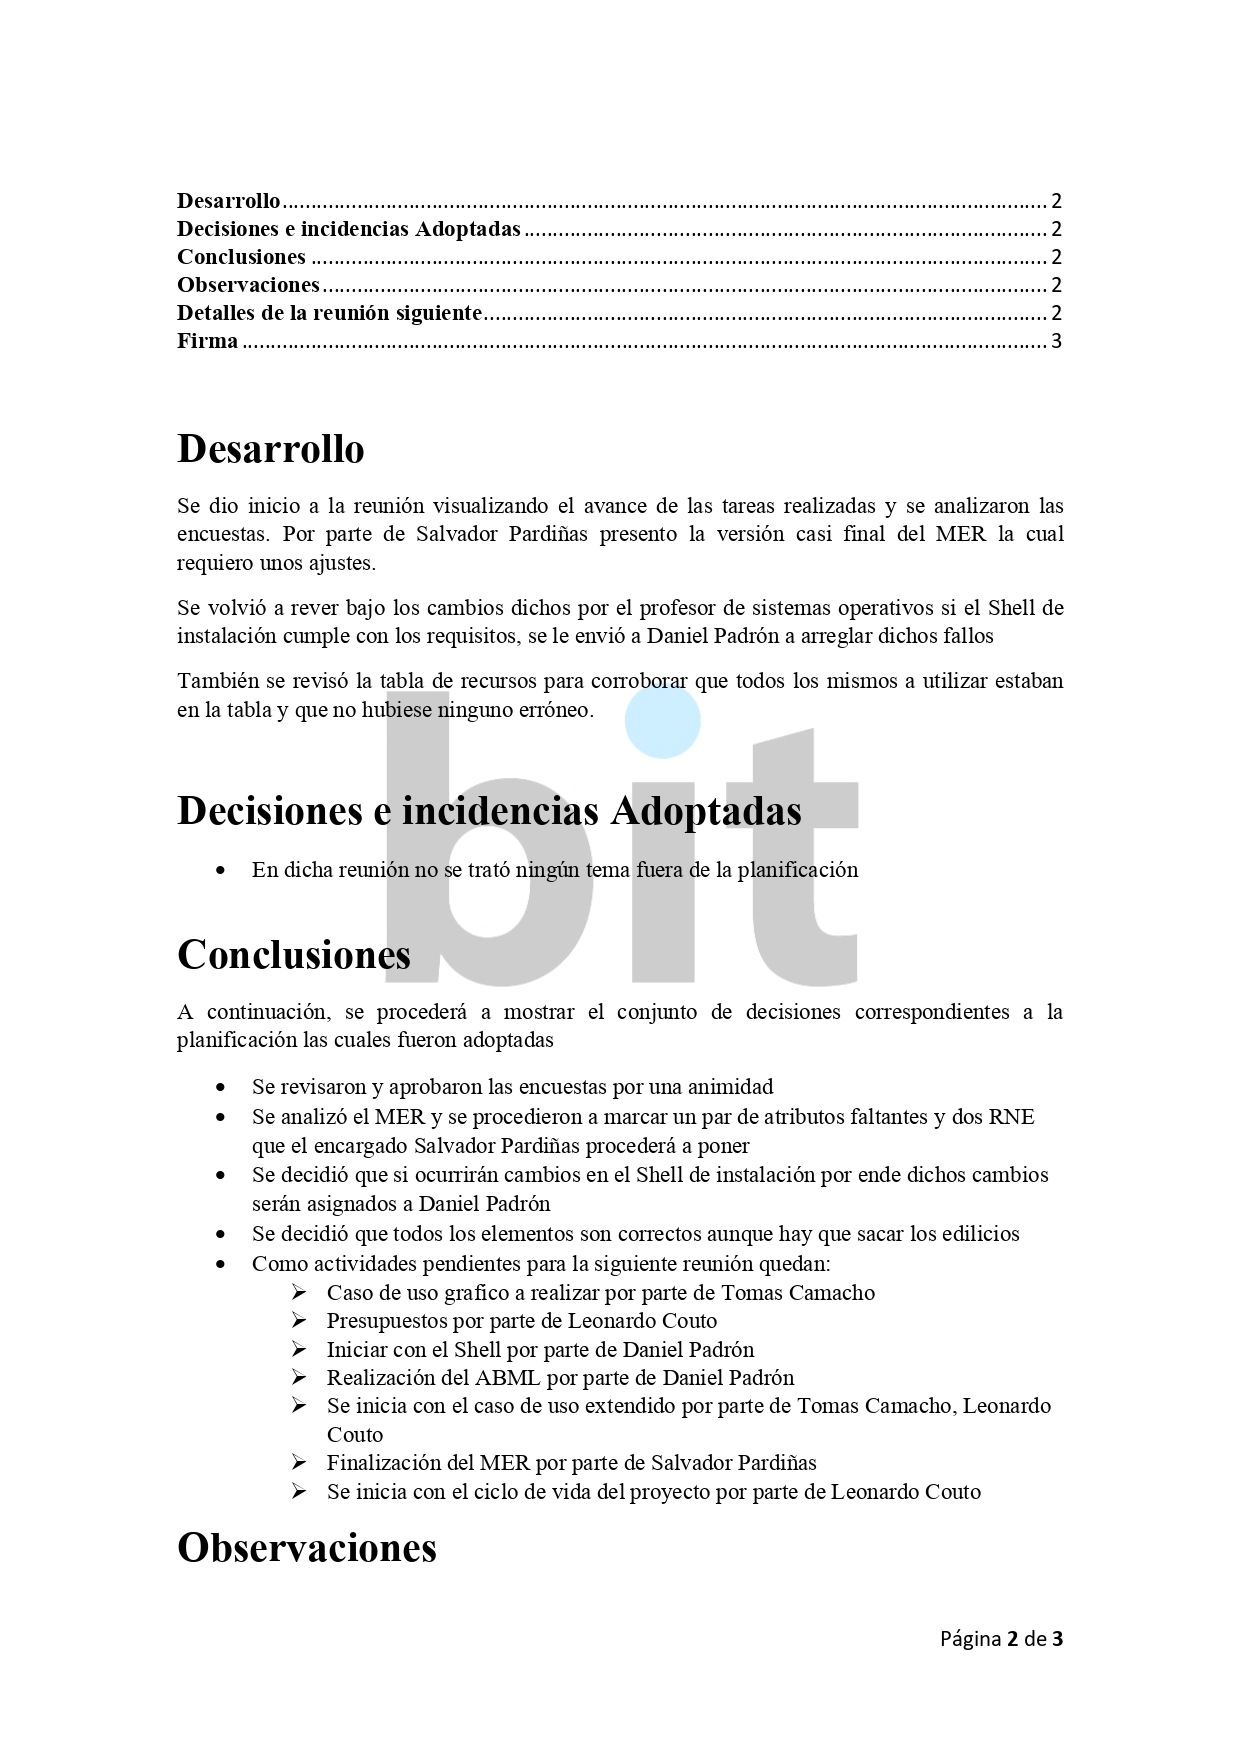 Desarrollo ........................................................................................................................................ 2
Decisiones e incidencias Adoptadas ............................................................................................ 2
Conclusiones .................................................................................................................................. 2
Observaciones ................................................................................................................................ 2
Detalles de la reunión siguiente ................................................................................................... 2
Firma .............................................................................................................................................. 3
Desarrollo
Se dio inicio a la reunión visualizando el avance de las tareas realizadas y se analizaron las
encuestas. Por parte de Salvador Pardiñas presento la versión casi final del MER la cual
requiero unos ajustes.
Se volvió a rever bajo los cambios dichos por el profesor de sistemas operativos si el Shell de
instalación cumple con los requisitos, se le envió a Daniel Padrón a arreglar dichos fallos
También se revisó la tabla de recursos para corroborar que todos los mismos a utilizar estaban
en la tabla y que no hubiese ninguno erróneo.
bit
Decisiones e incidencias Adoptadas
• En dicha reunión no se trató ningún tema fuera de la planificación
Conclusiones
A continuación, se procederá a mostrar el conjunto de decisiones correspondientes a la
planificación las cuales fueron adoptadas
• Se revisaron y aprobaron las encuestas por una animidad
• Se analizó el MER y se procedieron a marcar un par de atributos faltantes y dos RNE
que el encargado Salvador Pardiñas procederá a poner
• Se decidió que si ocurrirán cambios en el Shell de instalación por ende dichos cambios
serán asignados a Daniel Padrón
• Se decidió que todos los elementos son correctos aunque hay que sacar los edilicios
• Como actividades pendientes para la siguiente reunión quedan:
➢ Caso de uso grafico a realizar por parte de Tomas Camacho
➢ Presupuestos por parte de Leonardo Couto
➢ Iniciar con el Shell por parte de Daniel Padrón
➢ Realización del ABML por parte de Daniel Padrón
➢ Se inicia con el caso de uso extendido por parte de Tomas Camacho, Leonardo
Couto
➢ Finalización del MER por parte de Salvador Pardiñas
➢ Se inicia con el ciclo de vida del proyecto por parte de Leonardo Couto
Observaciones
Página 2 de 3